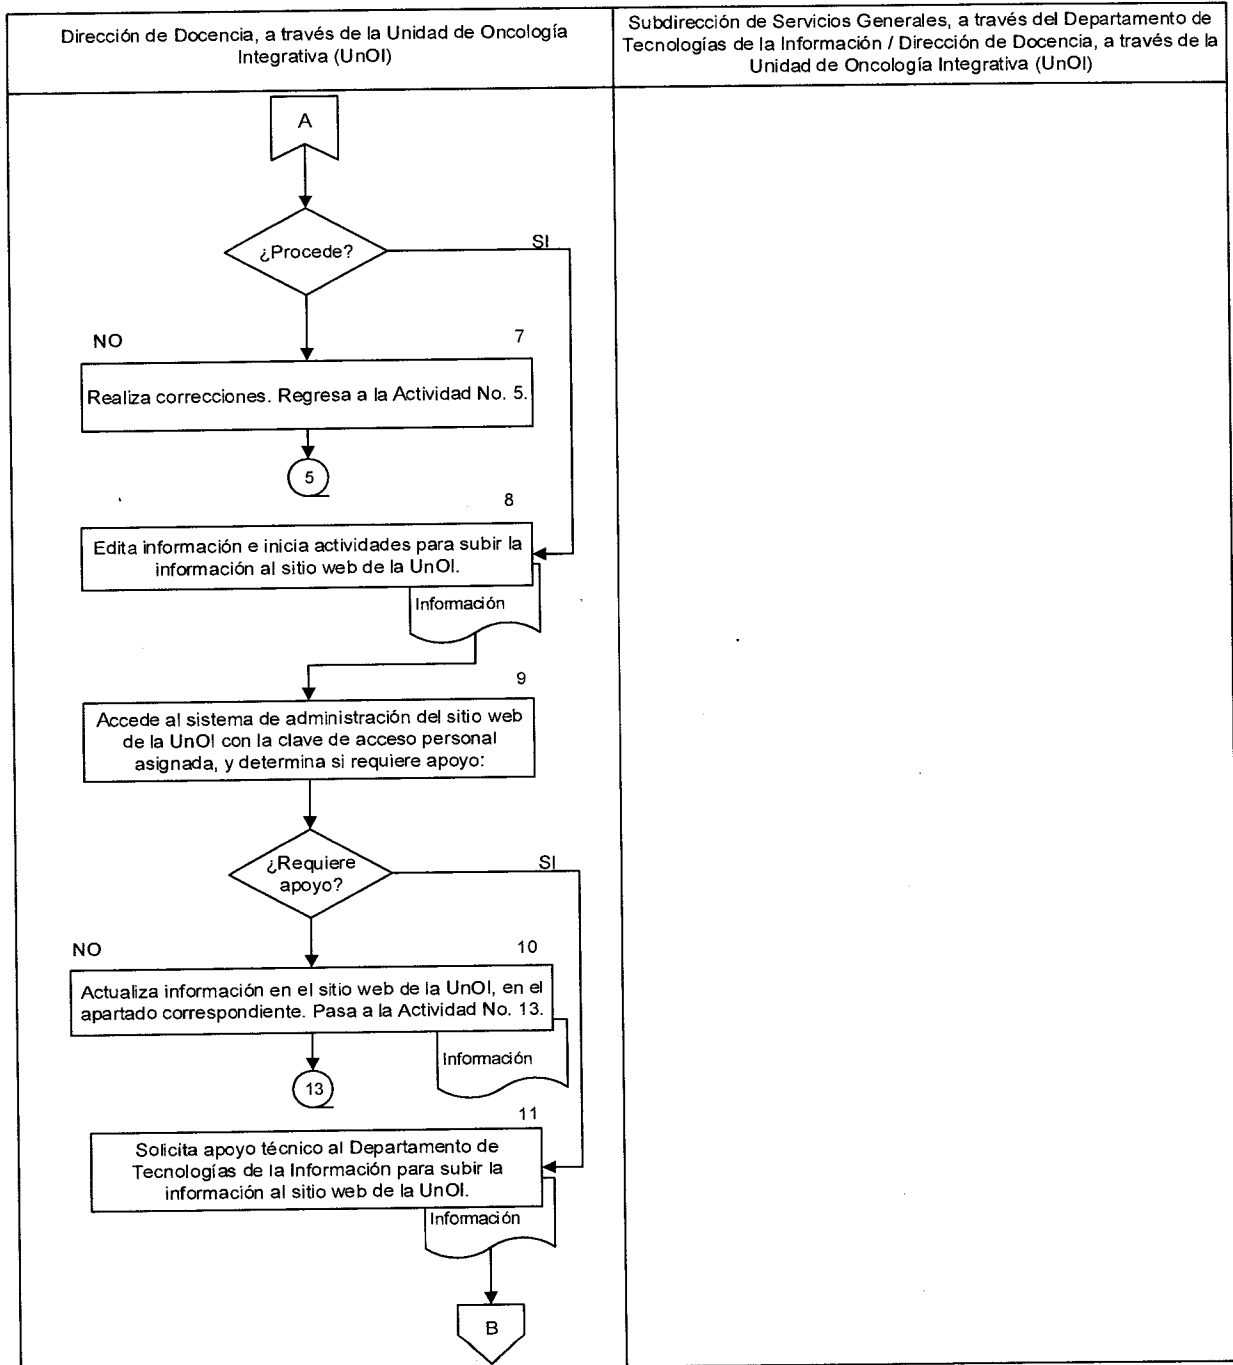 Dirección de Docencia, a través de la Unidad de Oncología
Integrativa (UnOI)
Subdirección de Servicios Generales, a través del Departamento de
Tecnologías de la Información / Dirección de Docencia, a través de la
Unidad de Oncología Integrativa (UnOI)
A
¿Procede?
SI
NO
7
Realiza correcciones. Regresa a la Actividad No. 5.
5
8
Edita información e inicia actividades para subir la
información al sitio web de la UnOI.
Información
9
Accede al sistema de administración del sitio web
de la UnOI con la clave de acceso personal
asignada, y determina si requiere apoyo:
¿Requiere
apoyo?
SI
NO
10
Actualiza información en el sitio web de la UnOI, en el
apartado correspondiente. Pasa a la Actividad No. 13.
Información
13
11
Solicita apoyo técnico al Departamento de
Tecnologías de la Información para subir la
información al sitio web de la UnOI.
Información
B